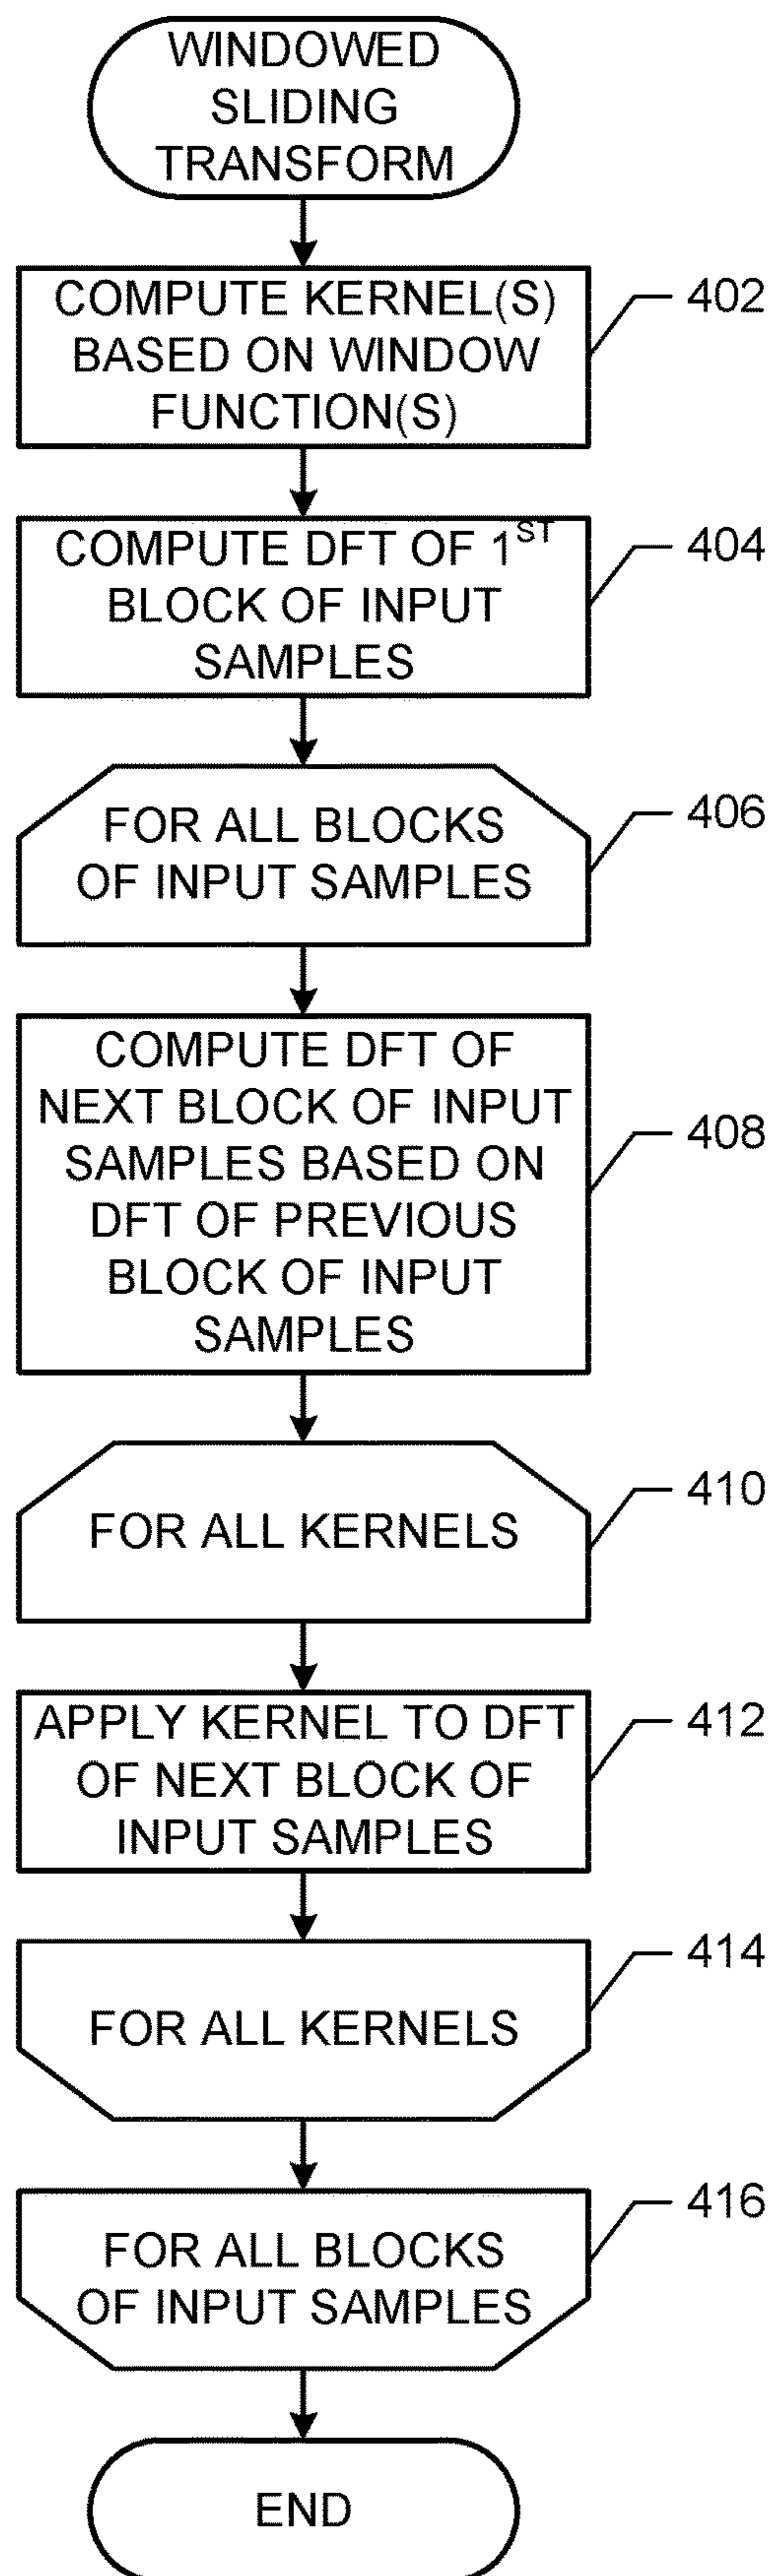 WINDOWED
SLIDING
TRANSFORM
COMPUTE KERNEL(S)
BASED ON WINDOW
FUNCTION(S)
402
COMPUTE DFT OF 1ST
BLOCK OF INPUT
SAMPLES
404
FOR ALL BLOCKS
OF INPUT SAMPLES
406
COMPUTE DFT OF
NEXT BLOCK OF INPUT
SAMPLES BASED ON
DFT OF PREVIOUS
BLOCK OF INPUT
SAMPLES
408
FOR ALL KERNELS
410
APPLY KERNEL TO DFT
OF NEXT BLOCK OF
INPUT SAMPLES
412
FOR ALL KERNELS
414
FOR ALL BLOCKS
OF INPUT SAMPLES
416
END